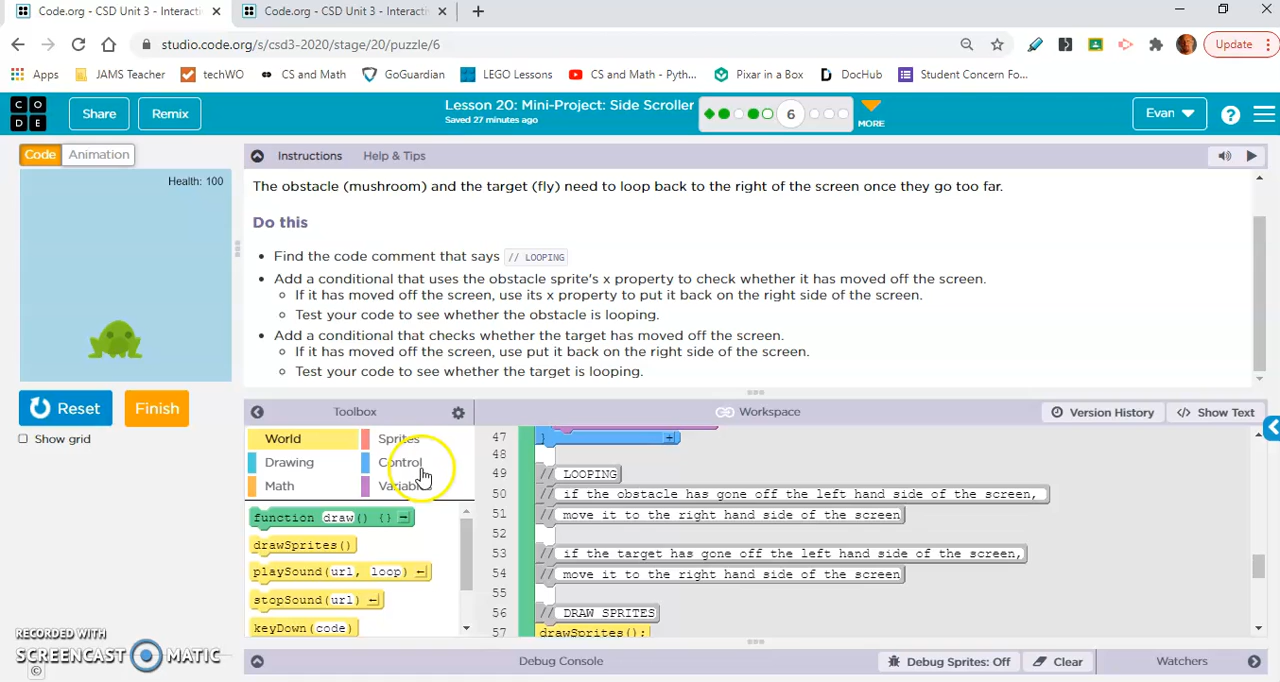 Code.org - CSD Unit 3 - Interactiv
Code.org - CSD Unit 3 - Interactiv
studio.code.org/s/csd3-2020/stage/20/puzzle/6
Update
Apps
JAMS Teacher
techWO
CS and Math
GoGuardian
LEGO Lessons
CS and Math - Pyth...
Pixar in a Box
DocHub
Student Concern Fo...
C O
D E
Share
Remix
Lesson 20: Mini-Project: Side Scroller
Saved 27 minutes ago
6
MORE
Evan
Code
Animation
Instructions
Help & Tips
Health: 100
The obstacle (mushroom) and the target (fly) need to loop back to the right of the screen once they go too far.
Do this
Find the code comment that says // LOOPING
Add a conditional that uses the obstacle sprite's x property to check whether it has moved off the screen.
If it has moved off the screen, use its x property to put it back on the right side of the screen.
Test your code to see whether the obstacle is looping.
Add a conditional that checks whether the target has moved off the screen.
If it has moved off the screen, use put it back on the right side of the screen.
Test your code to see whether the target is looping.
Reset
Finish
Show grid
Toolbox
Workspace
Version History
</> Show Text
World
Sprites
Drawing
Control
Math
Variables
function draw() {}
drawSprites()
playSound(url, loop)
stopSound(url)
keyDown(code)
47 }
48
49 // LOOPING
50 // if the obstacle has gone off the left hand side of the screen,
51 // move it to the right hand side of the screen
52
53 // if the target has gone off the left hand side of the screen,
54 // move it to the right hand side of the screen
55
56 // DRAW SPRITES
57 drawSprites();
Debug Console
Debug Sprites: Off
Clear
Watchers
RECORDED WITH
SCREENCAST MATIC
©